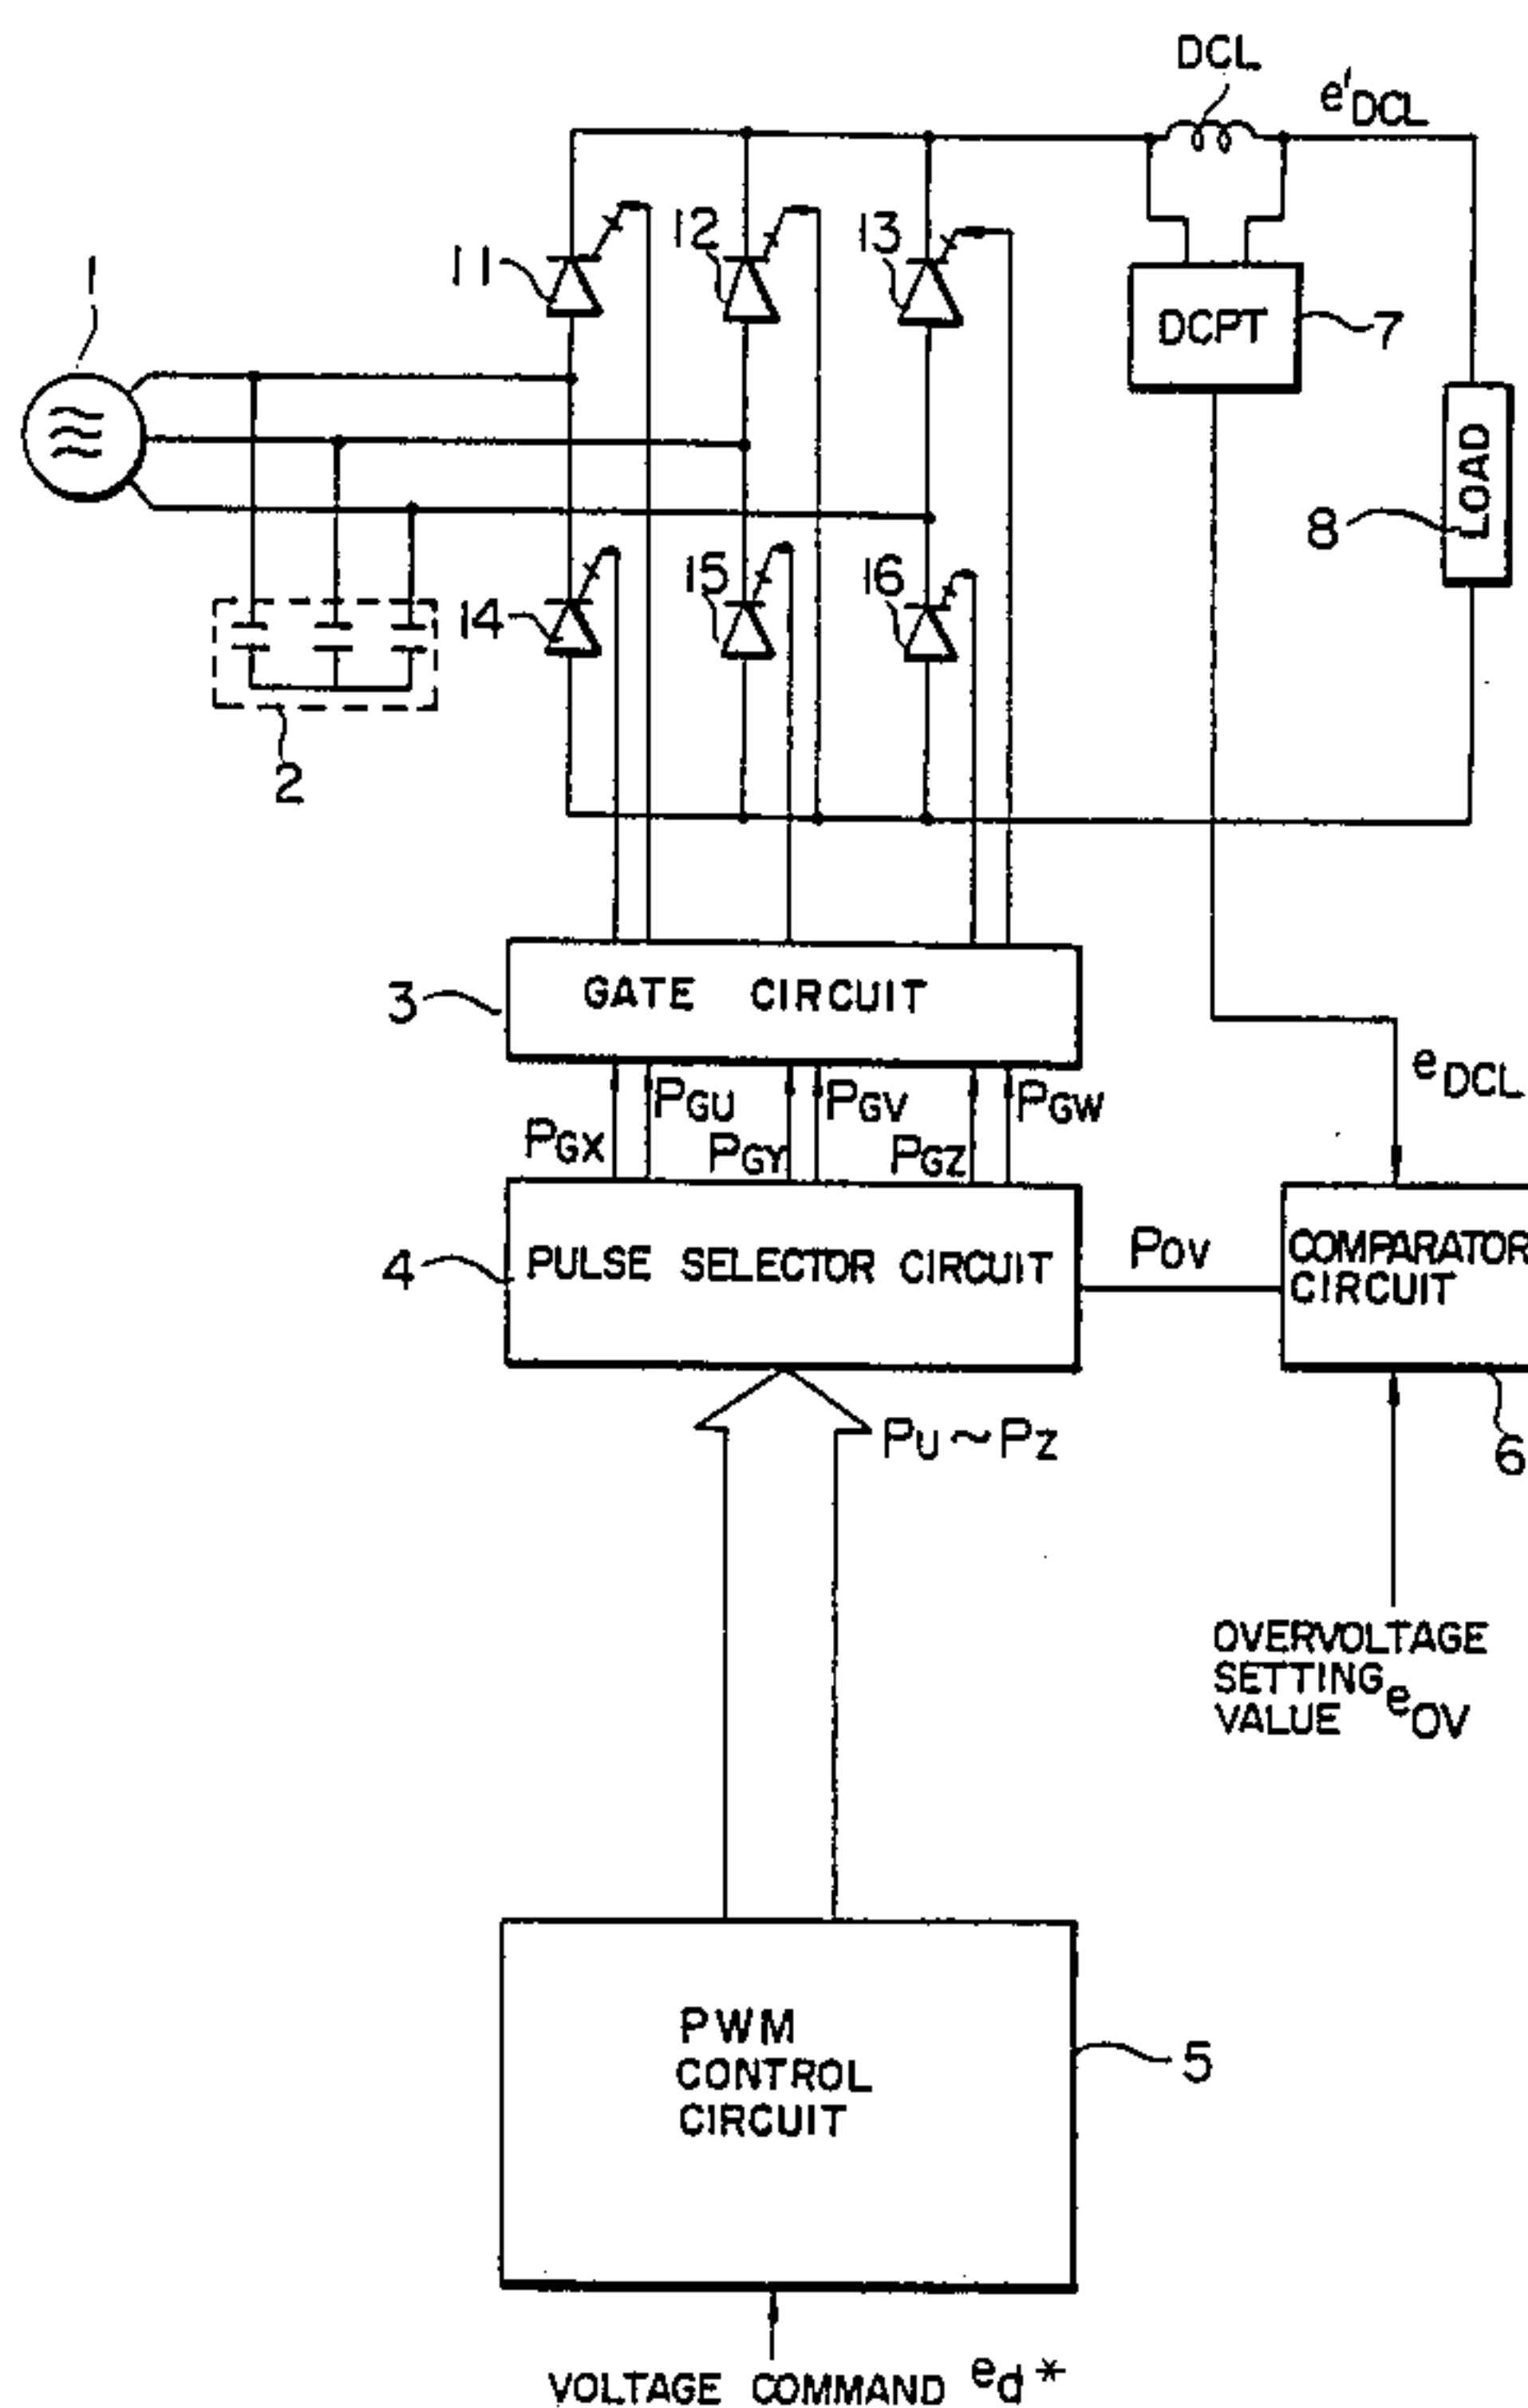 DCL
e'DCL
1
11
12
13
DCPT
7
LOAD
8
14
15
16
2
GATE CIRCUIT
3
eDCL
PGX
PGU
PGY
PGV
PGZ
PGW
PULSE SELECTOR CIRCUIT
4
POV
COMPARATOR
CIRCUIT
6
PU~PZ
OVERVOLTAGE
SETTING
VALUE eOV
PWM
CONTROL
CIRCUIT
5
VOLTAGE COMMAND ed*